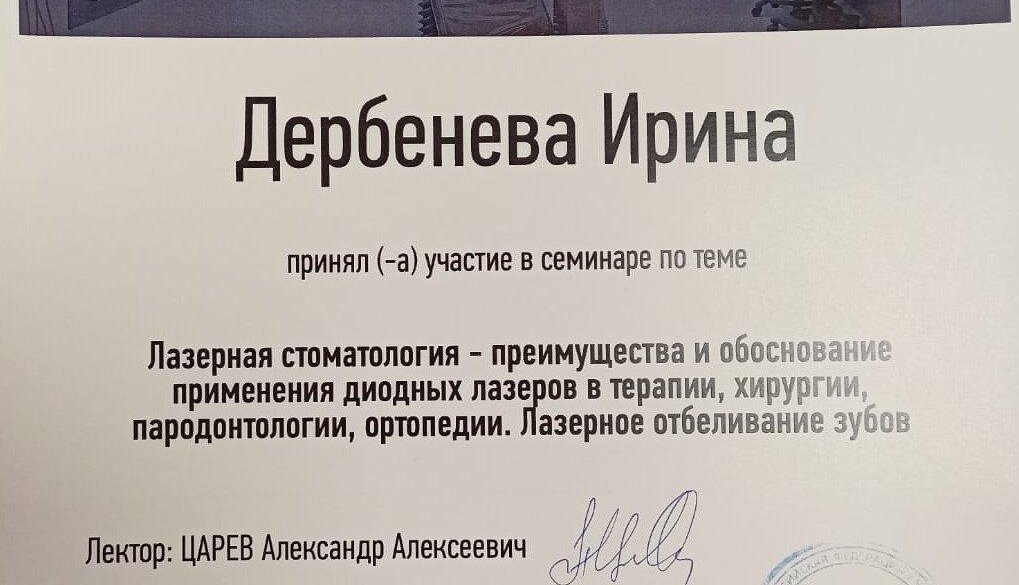 Дербенева Ирина
принял (-а) участие в семинаре по теме
Лазерная стоматология - преимущества и обоснование
применения диодных лазеров в терапии, хирургии,
пародонтологии, ортопедии. Лазерное отбеливание зубов
Лектор: ЦАРЕВ Александр Алексеевич